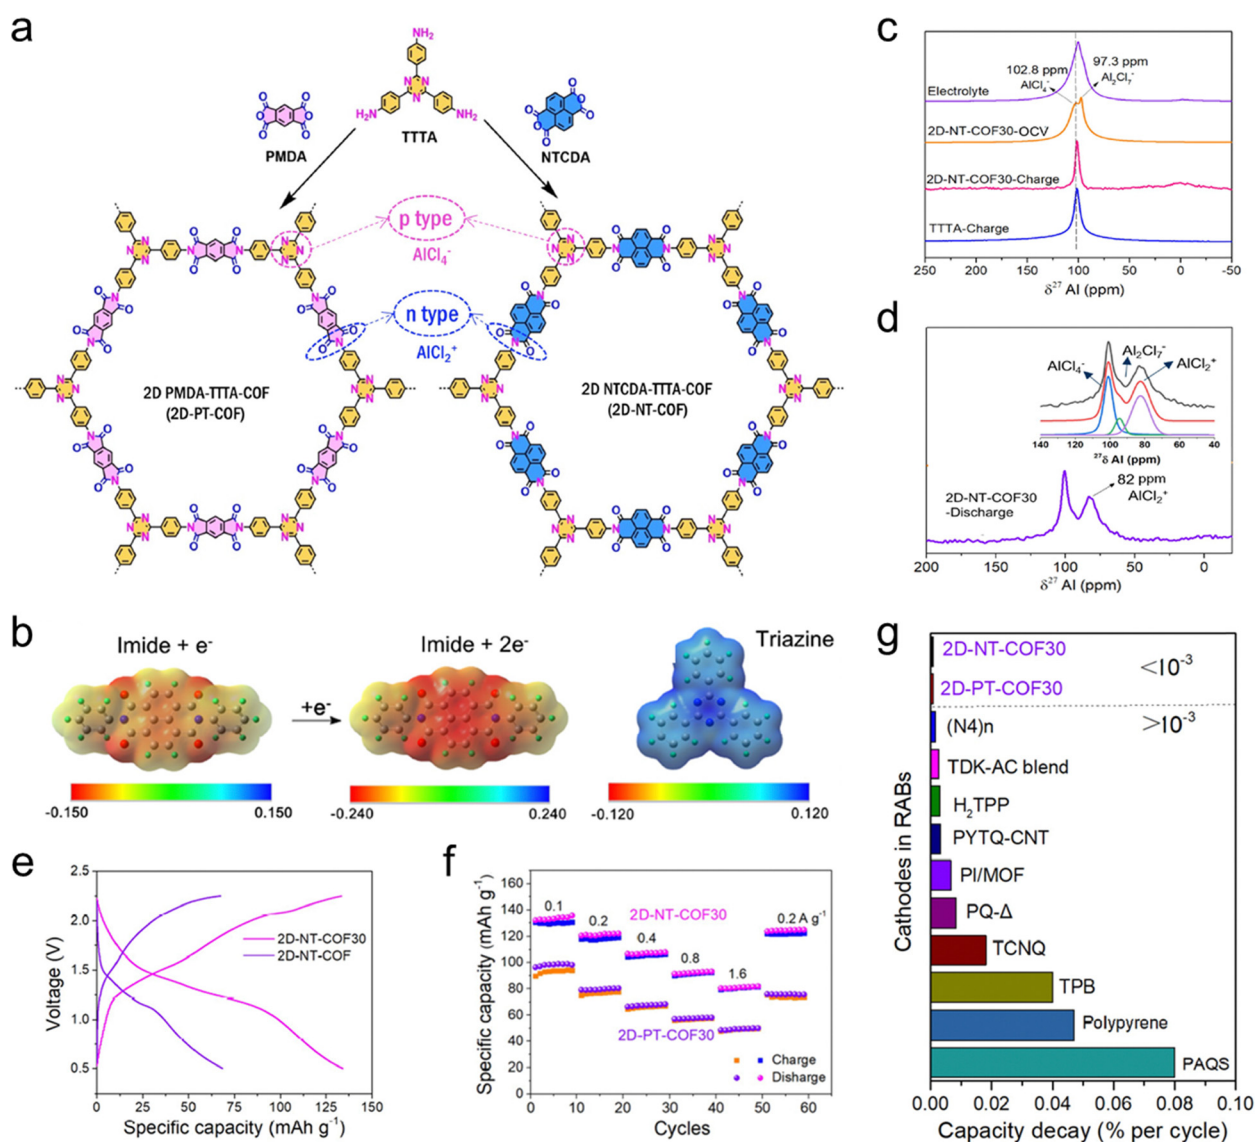 a
NH₂
H₂N
NH₂
PMDA
TTTA
NTCDA
p type
AlCl₄⁻
n type
AlCl₂⁺
2D PMDA-TTTA-COF
(2D-PT-COF)
2D NTCDA-TTTA-COF
(2D-NT-COF)
b
Imide + e⁻
+e⁻
Imide + 2e⁻
Triazine
-0.150
0.150
-0.240
0.240
-0.120
0.120
c
102.8 ppm
AlCl₄⁻
97.3 ppm
Al₂Cl₇⁻
Electrolyte
2D-NT-COF30-OCV
2D-NT-COF30-Charge
TTTA-Charge
250 200 150 100 50 0 -50
δ²⁷ Al (ppm)
d
AlCl₄⁻
Al₂Cl₇⁻
AlCl₂⁺
140 120 100 80 60 40
²⁷δ Al (ppm)
2D-NT-COF30
-Discharge
82 ppm
AlCl₂⁺
200 150 100 50 0
δ²⁷ Al (ppm)
e
Voltage (V)
2.5
2.0
1.5
1.0
0.5
2D-NT-COF30
2D-NT-COF
0 25 50 75 100 125 150
Specific capacity (mAh g⁻¹)
f
Specific capacity (mAh g⁻¹)
160
140
120
100
80
60
40
20
0
0.1
0.2
0.4
0.8
1.6
0.2 A g⁻¹
2D-NT-COF30
2D-PT-COF30
Charge
Disharge
0 10 20 30 40 50 60
Cycles
g
Cathodes in RABs
2D-NT-COF30
<10⁻³
2D-PT-COF30
(N4)n
>10⁻³
TDK-AC blend
H₂TPP
PYTQ-CNT
PI/MOF
PQ-Δ
TCNQ
TPB
Polypyrene
PAQS
0.00 0.02 0.04 0.06 0.08 0.10
Capacity decay (% per cycle)